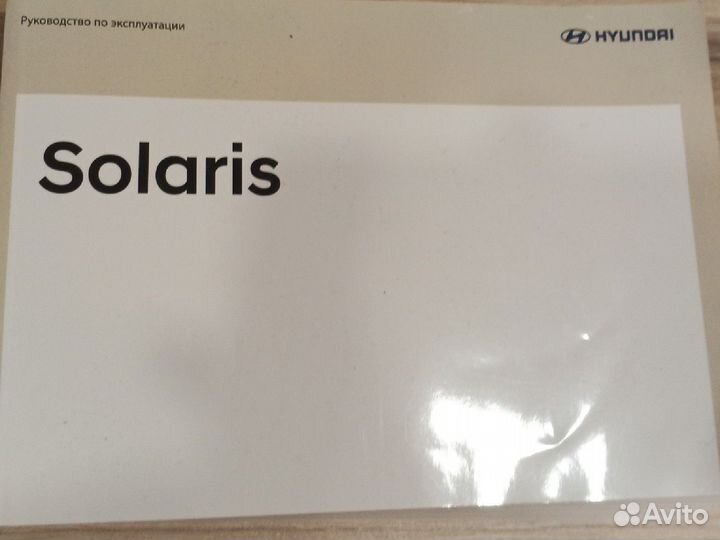 Руководство по эксплуатации
HYUNDAI
Solaris
Avito